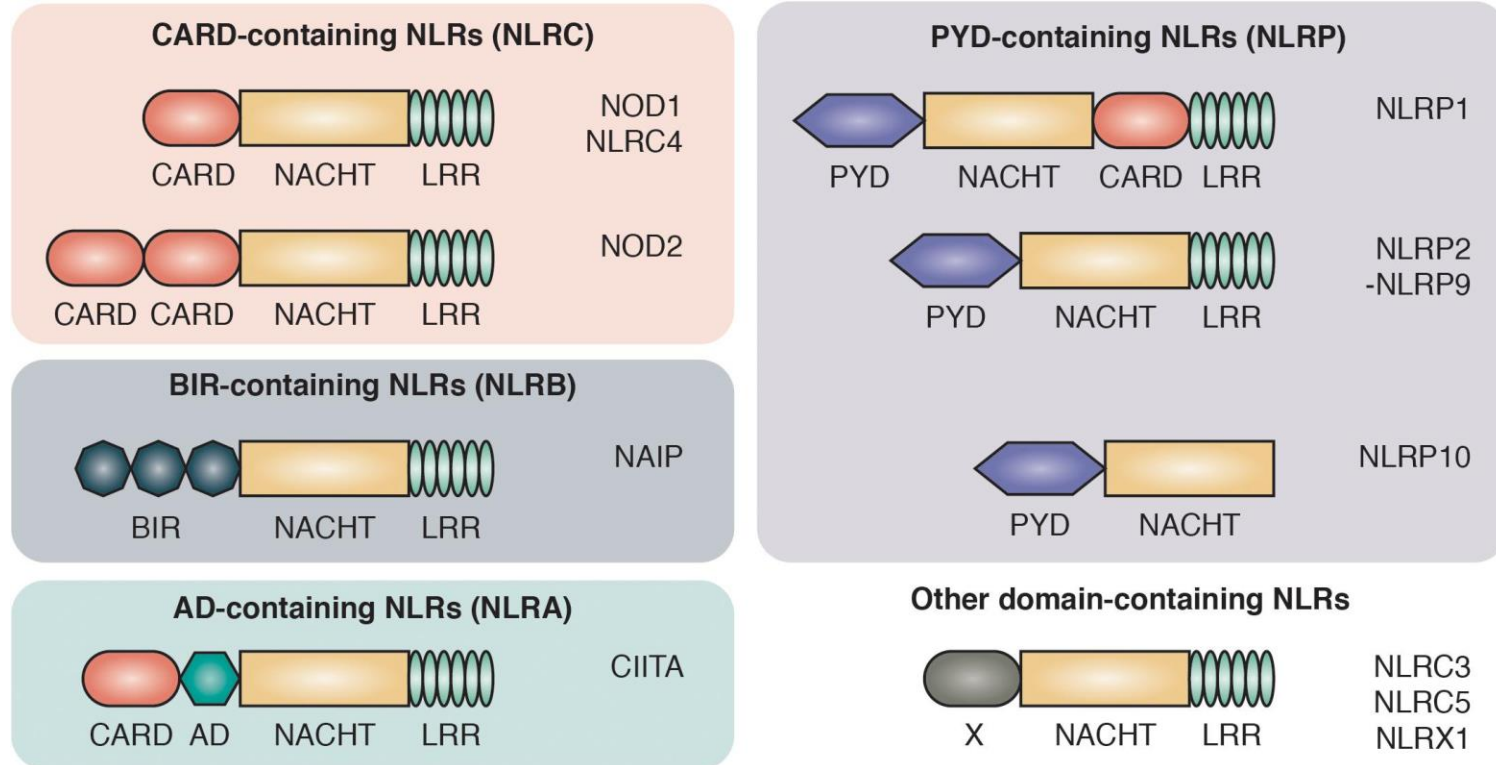 CARD-containing NLRs (NLRC)
NOD1
NLRC4
CARD NACHT LRR
NOD2
CARD CARD NACHT LRR
BIR-containing NLRs (NLRB)
NAIP
BIR NACHT LRR
AD-containing NLRs (NLRA)
CIITA
CARD AD NACHT LRR
PYD-containing NLRs (NLRP)
NLRP1
PYD NACHT CARD LRR
NLRP2
-NLRP9
PYD NACHT LRR
NLRP10
PYD NACHT
Other domain-containing NLRs
NLRC3
NLRC5
NLRX1
X NACHT LRR